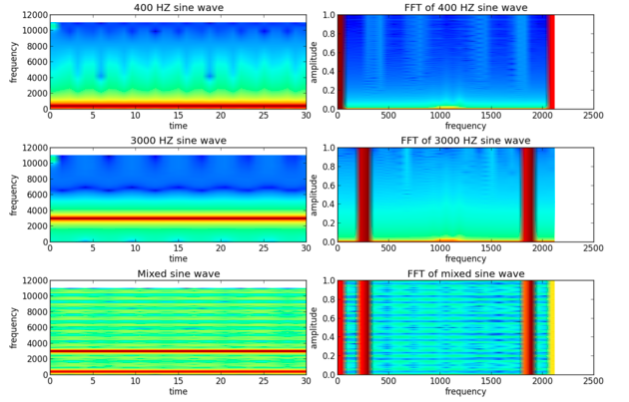 400 HZ sine wave
FFT of 400 HZ sine wave
frequency
12000
10000
8000
6000
4000
2000
0
0 5 10 15 20 25 30
time
amplitude
1.0
0.8
0.6
0.4
0.2
0.0
0 500 1000 1500 2000 2500
frequency
3000 HZ sine wave
FFT of 3000 HZ sine wave
frequency
12000
10000
8000
6000
4000
2000
0
0 5 10 15 20 25 30
time
amplitude
1.0
0.8
0.6
0.4
0.2
0.0
0 500 1000 1500 2000 2500
frequency
Mixed sine wave
FFT of mixed sine wave
frequency
12000
10000
8000
6000
4000
2000
0
0 5 10 15 20 25 30
time
amplitude
1.0
0.8
0.6
0.4
0.2
0.0
0 500 1000 1500 2000 2500
frequency